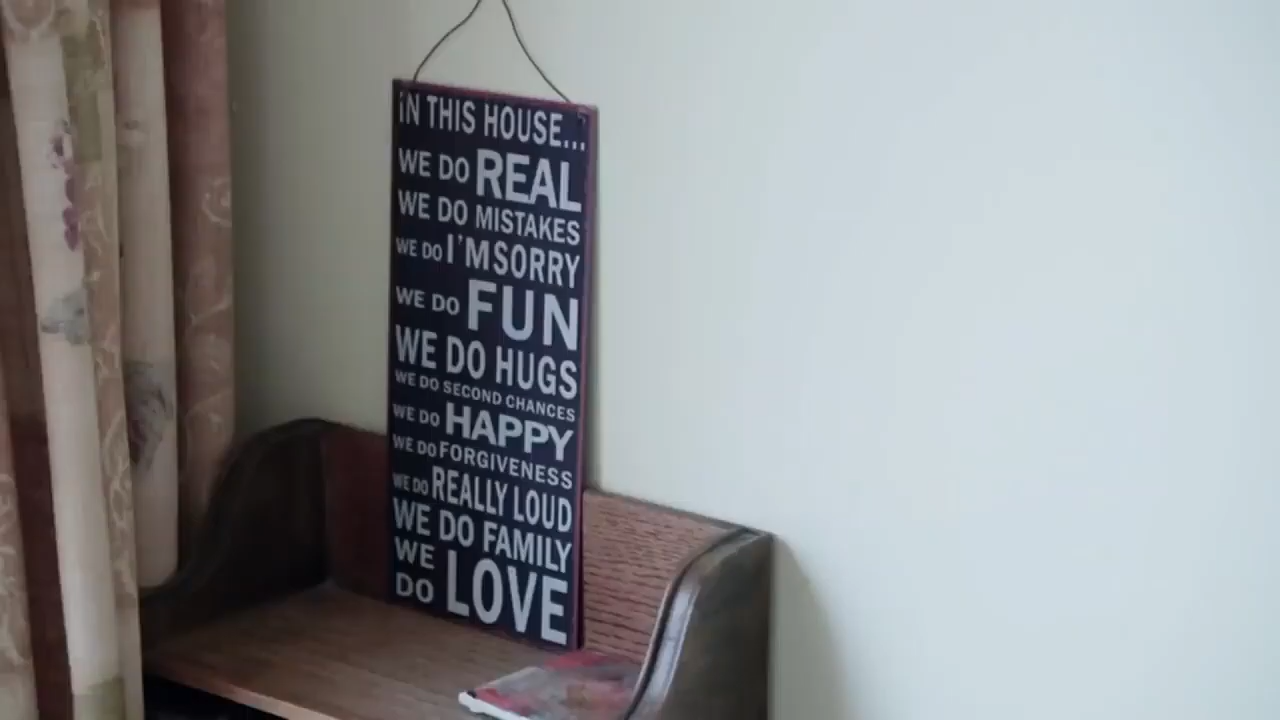 iN THIS HOUSE...
WE DO REAL
WE DO MISTAKES
WE DO I'M SORRY
WE DO FUN
WE DO HUGS
WE DO SECOND CHANCES
WE DO HAPPY
WE DO FORGIVENESS
WE DO REALLY LOUD
WE DO FAMILY
WE
DO LOVE